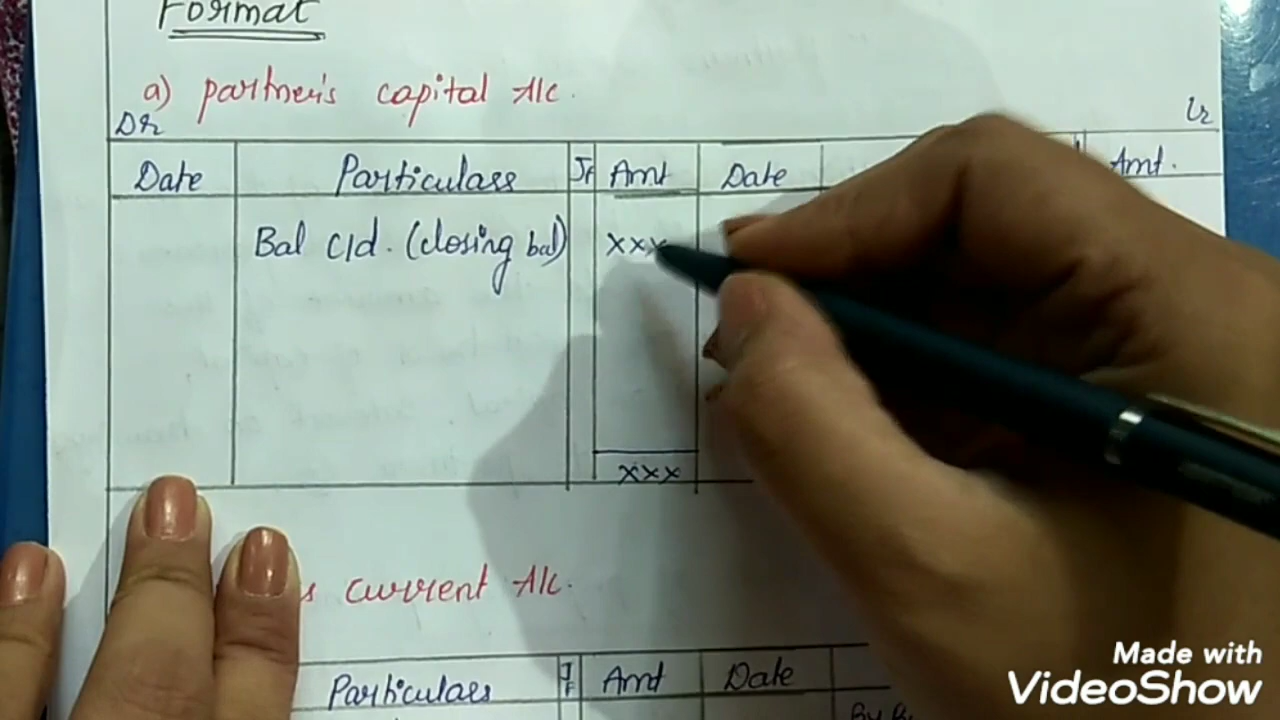 Format
a) partner's capital A/c.
Dr Cr
Date Particulars JF Amt Date Amt.
Bal C/d. (closing bal) xxx
xxx
s current A/c.
Particulars JF Amt Date
Made with
VideoShow